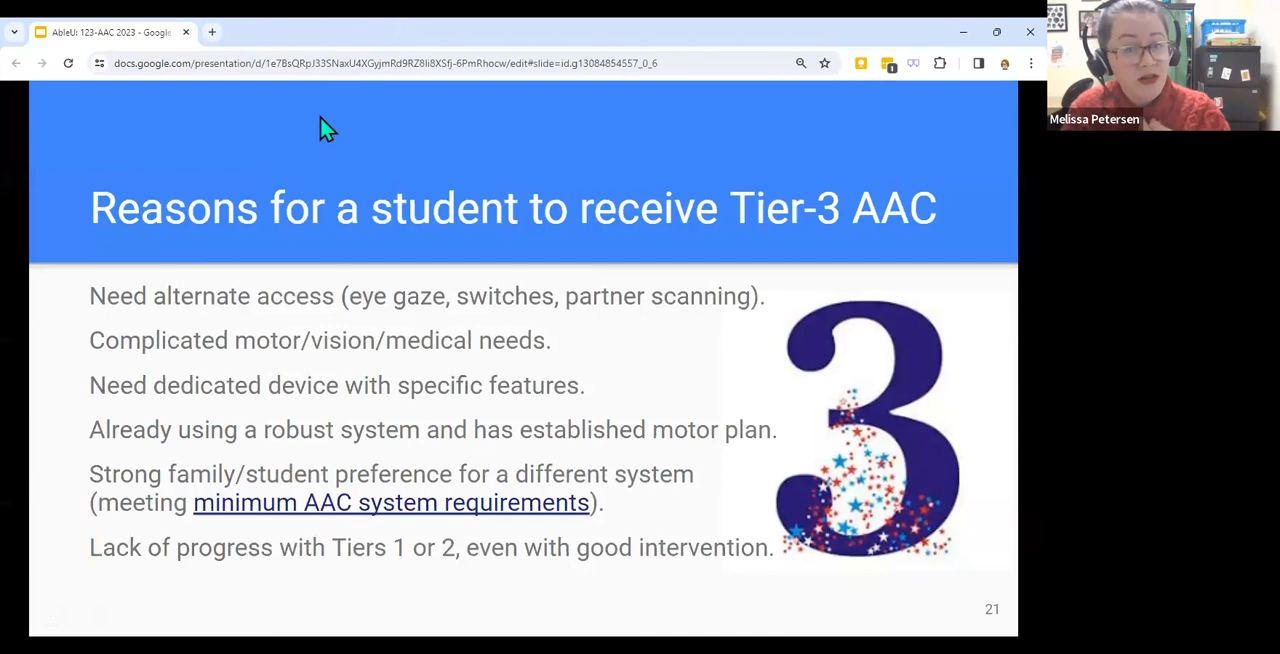 AbleU: 123-AAC 2023 - Google
docs.google.com/presentation/d/1e7BsQRpJ33SNaxU4XGyjmRd9RZ8li8XSfj-6PmRhocw/edit#slide=id.g13084854557_0_6
1
Melissa Petersen
Reasons for a student to receive Tier-3 AAC
Need alternate access (eye gaze, switches, partner scanning).
Complicated motor/vision/medical needs.
Need dedicated device with specific features.
Already using a robust system and has established motor plan.
Strong family/student preference for a different system
(meeting minimum AAC system requirements).
Lack of progress with Tiers 1 or 2, even with good intervention.
3
21